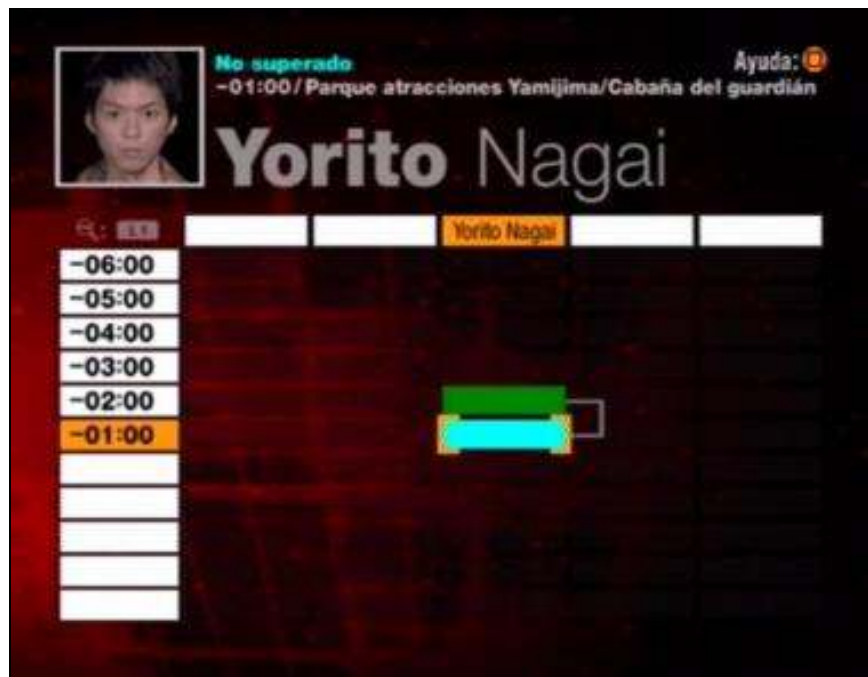 No superado
Ayuda:
-01:00/Parque atracciones Yamijima/Cabaña del guardián
Yorito Nagai
L1
Yorito Nagai
-06:00
-05:00
-04:00
-03:00
-02:00
-01:00